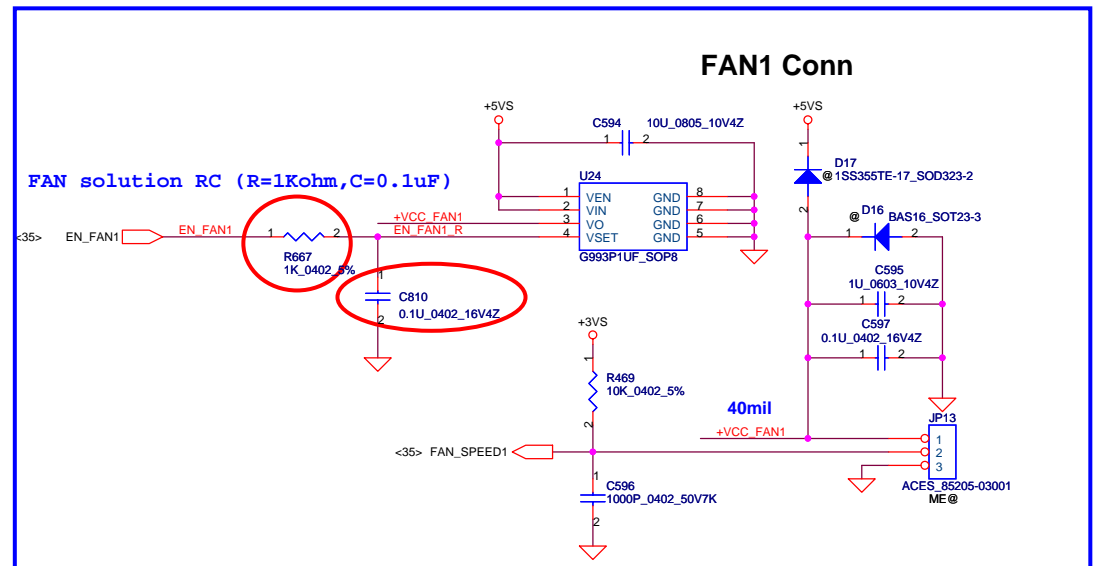 FAN1 Conn
+5VS
+5VS
C594
10U_0805_10V4Z
1
2
1
D17
@ 1SS355TE-17_SOD323-2
2
FAN solution RC (R=1Kohm,C=0.1uF)
U24
1 VEN GND 8
2 VIN GND 7
+VCC_FAN1 3 VO GND 6
EN_FAN1_R 4 VSET GND 5
G993P1UF_SOP8
D16
@ BAS16_SOT23-3
1 2
<35> EN_FAN1 EN_FAN1 1 2
R667
1K_0402_5%
C595
1U_0603_10V4Z
1 2
1
C810
0.1U_0402_16V4Z
2
C597
0.1U_0402_16V4Z
1 2
+3VS
1
R469
10K_0402_5%
2
40mil
+VCC_FAN1
JP13
1
2
3
ACES_85205-03001
ME@
<35> FAN_SPEED1
1
C596
1000P_0402_50V7K
2